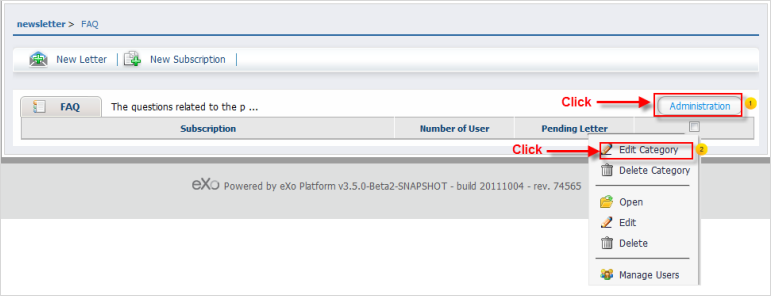 newsletter > FAQ
New Letter | New Subscription |
FAQ The questions related to the p ... Click Administration 1
Subscription Number of User Pending Letter
Click Edit Category 2
Delete Category
eXo Powered by eXo Platform v3.5.0-Beta2-SNAPSHOT - build 20111004 - rev. 74565
Open
Edit
Delete
Manage Users